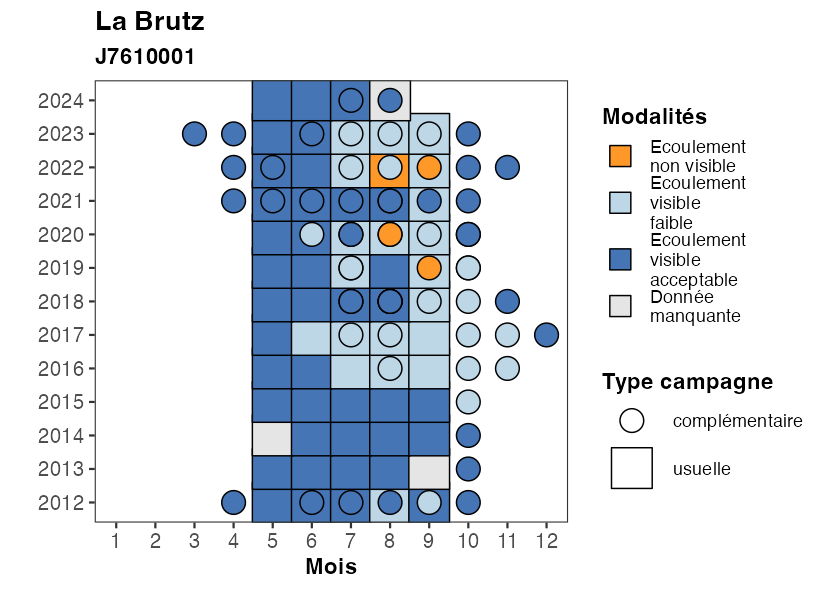 La Brutz
J7610001
2024
2023
2022
2021
2020
2019
2018
2017
2016
2015
2014
2013
2012
1 2 3 4 5 6 7 8 9 10 11 12
Mois
Modalités
Ecoulement
non visible
Ecoulement
visible
faible
Ecoulement
visible
acceptable
Donnée
manquante
Type campagne
complémentaire
usuelle